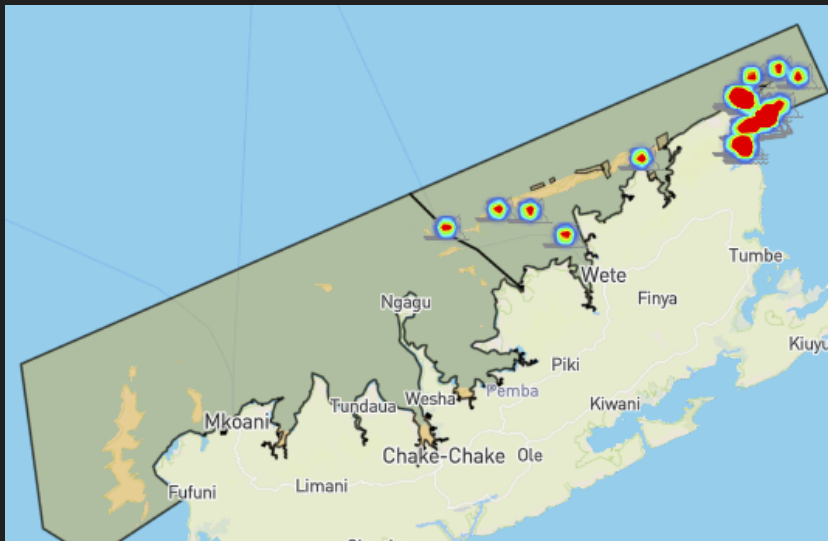 Tumbe
Wete
Finya
Ngagu
Kiuyu
Piki
Pemba
Wesha
Tundaua
Kiwani
Mkoani
Chake-Chake
Ole
Limani
Fufuni